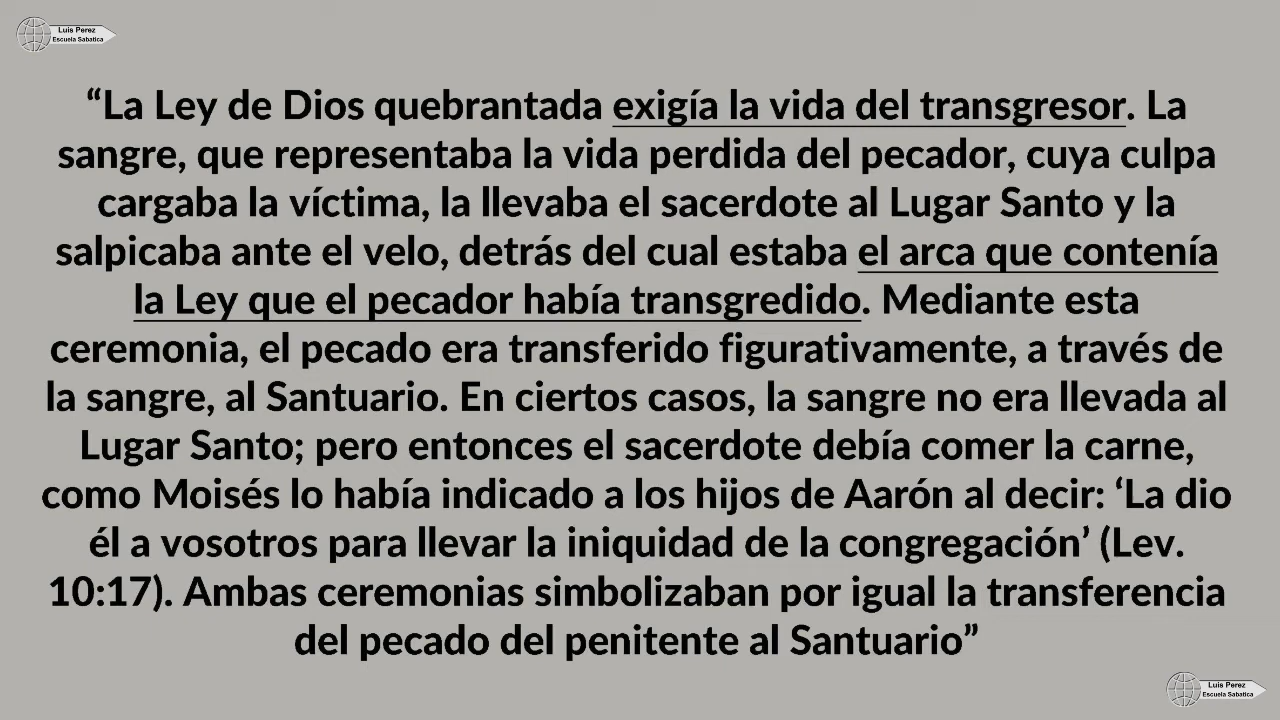 Luis Perez
Escuela Sabatica
“La Ley de Dios quebrantada exigía la vida del transgresor. La
sangre, que representaba la vida perdida del pecador, cuya culpa
cargaba la víctima, la llevaba el sacerdote al Lugar Santo y la
salpicaba ante el velo, detrás del cual estaba el arca que contenía
la Ley que el pecador había transgredido. Mediante esta
ceremonia, el pecado era transferido figurativamente, a través de
la sangre, al Santuario. En ciertos casos, la sangre no era llevada al
Lugar Santo; pero entonces el sacerdote debía comer la carne,
como Moisés lo había indicado a los hijos de Aarón al decir: ‘La dio
él a vosotros para llevar la iniquidad de la congregación’ (Lev.
10:17). Ambas ceremonias simbolizaban por igual la transferencia
del pecado del penitente al Santuario”
Luis Perez
Escuela Sabatica